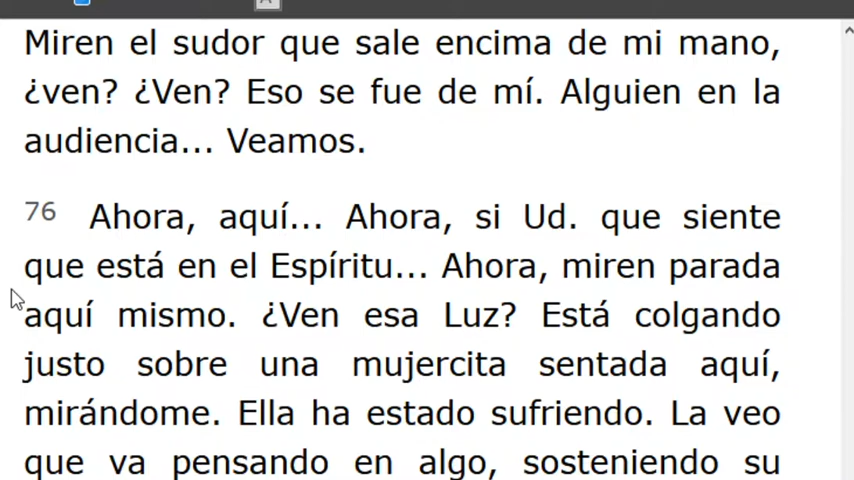 Miren el sudor que sale encima de mi mano,
¿ven? ¿Ven? Eso se fue de mí. Alguien en la
audiencia... Veamos.
76 Ahora, aquí... Ahora, si Ud. que siente
que está en el Espíritu... Ahora, miren parada
aquí mismo. ¿Ven esa Luz? Está colgando
justo sobre una mujercita sentada aquí,
mirándome. Ella ha estado sufriendo. La veo
que va pensando en algo, sosteniendo su